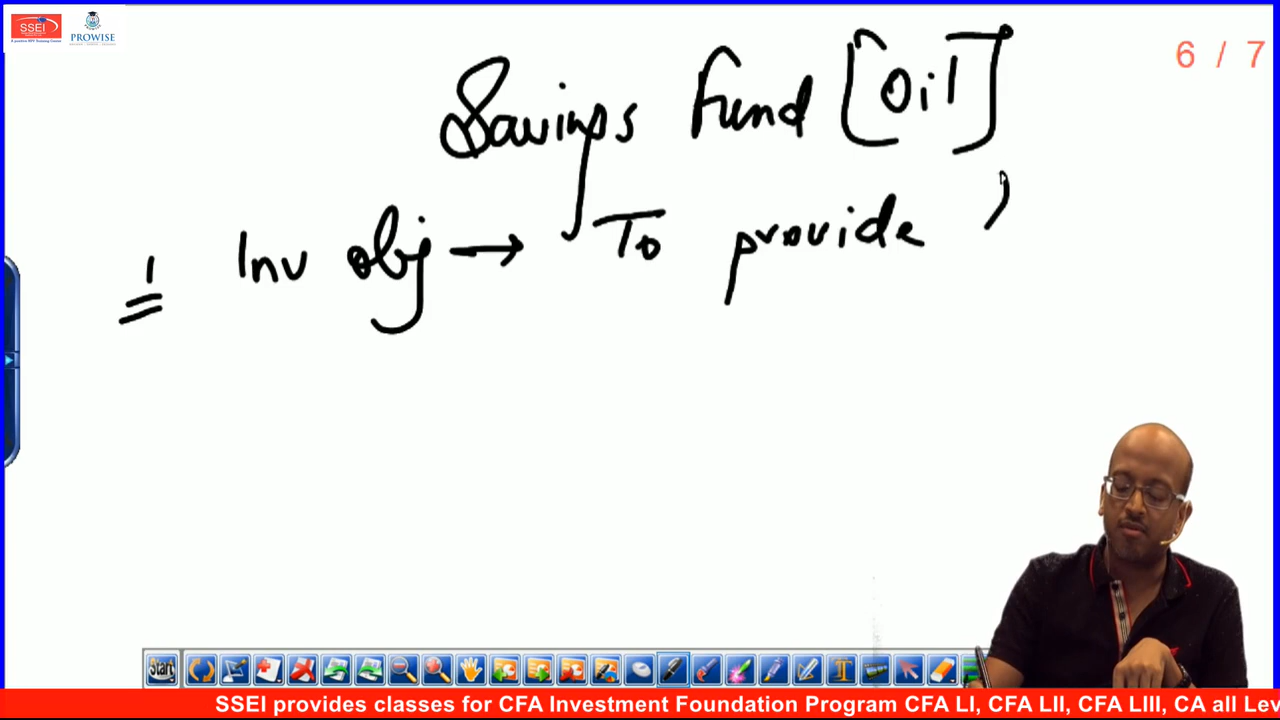 SSEI
PROWISE
6 / 7
Savings Fund [Oil]
1 Inv obj → To provide
Start
SSEI provides classes for CFA Investment Foundation Program CFA LI, CFA LII, CFA LIII, CA all Lev